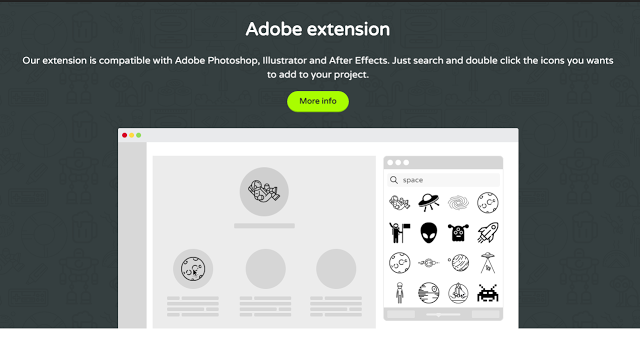 Adobe extension
Our extension is compatible with Adobe Photoshop, Illustrator and After Effects. Just search and double click the icons you wants
to add to your project.
More info
space